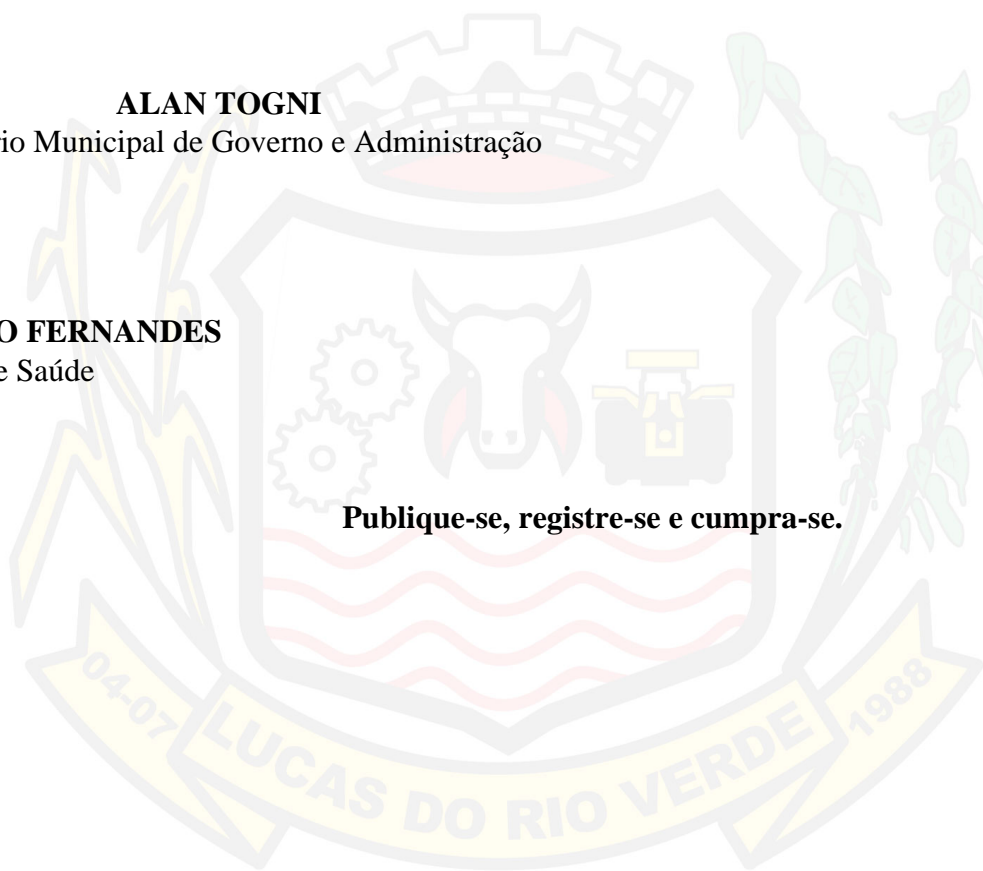 ALAN TOGNI
rio Municipal de Governo e Administração
O FERNANDES
e Saúde
Publique-se, registre-se e cumpra-se.
04-07 LUCAS DO RIO VERDE 1988